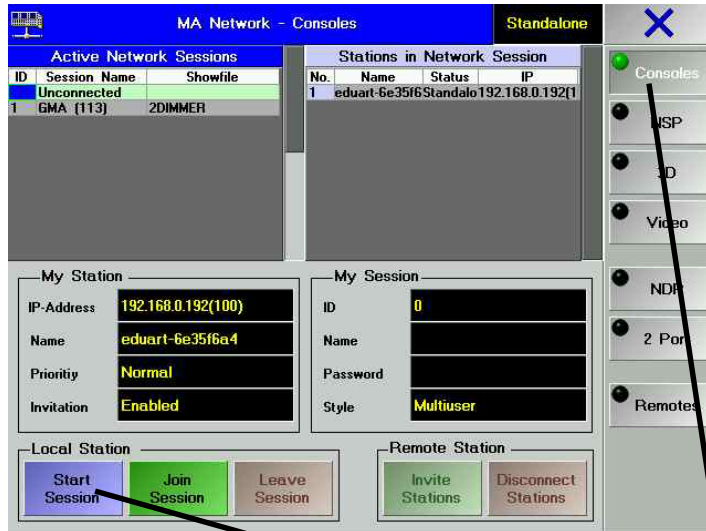 MA Network - Consoles
Standalone
Active Network Sessions
ID Session Name Showfile
Unconnected
1 GMA (113) 2DIMMER
Stations in Network Session
No. Name Status IP
1 eduart-6e35f6 Standalo 192.168.0.192(1
My Station
IP-Address 192.168.0.192(100)
Name eduart-6e35f6a4
Prioritiy Normal
Invitation Enabled
My Session
ID 0
Name
Password
Style Multiuser
Local Station
Start Session
Join Session
Leave Session
Remote Station
Invite Stations
Disconnect Stations
Consoles
NSP
3D
Video
NDP
2 Port
Remotes